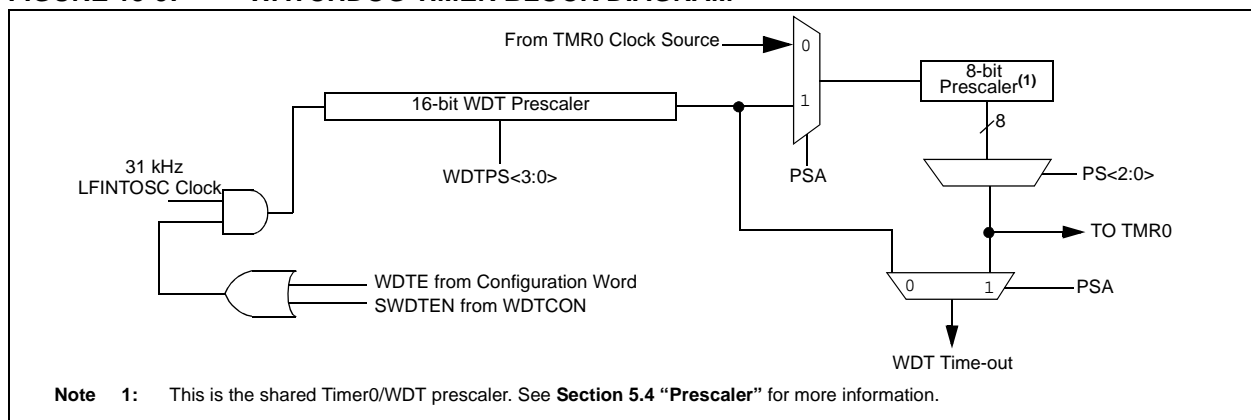 From TMR0 Clock Source
0
1
8-bit
Prescaler(1)
16-bit WDT Prescaler
8
31 kHz
LFINTOSC Clock
WDTPS<3:0>
PSA
PS<2:0>
TO TMR0
WDTE from Configuration Word
SWDTEN from WDTCON
0
1
PSA
WDT Time-out
Note 1: This is the shared Timer0/WDT prescaler. See Section 5.4 “Prescaler” for more information.